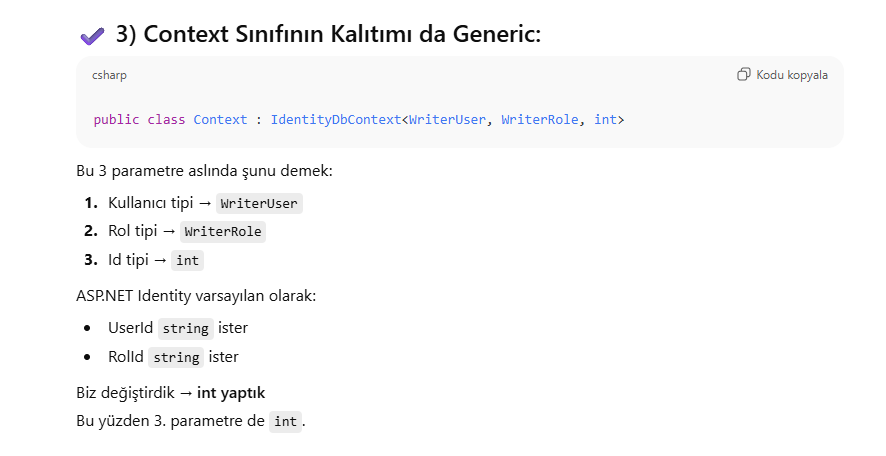 3) Context Sınıfının Kalıtımı da Generic:
csharp
Kodu kopyala
public class Context : IdentityDbContext<WriterUser, WriterRole, int>
Bu 3 parametre aslında şunu demek:
1. Kullanıcı tipi → WriterUser
2. Rol tipi → WriterRole
3. Id tipi → int
ASP.NET Identity varsayılan olarak:
• UserId string ister
• RolId string ister
Biz değiştirdik → int yaptık
Bu yüzden 3. parametre de int.